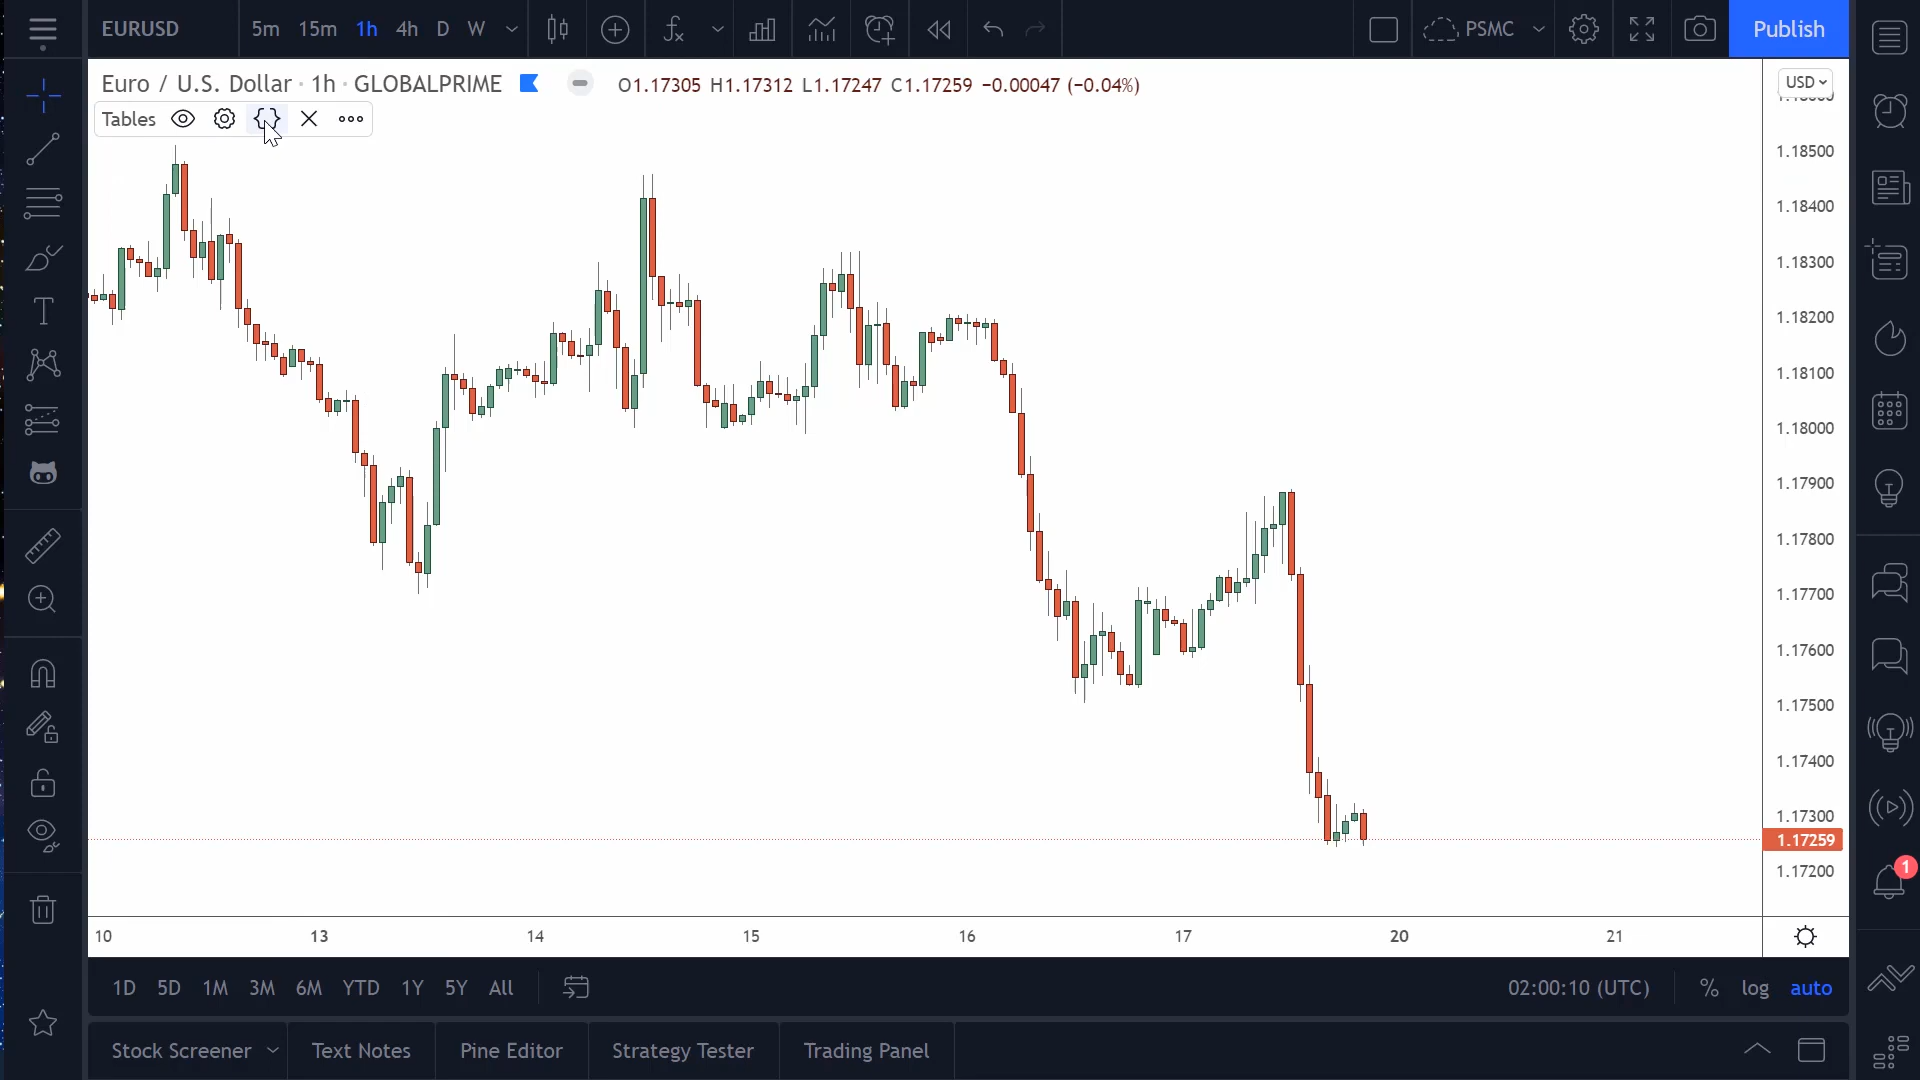 EURUSD 5m 15m 1h 4h D W PSMC Publish
Euro / U.S. Dollar · 1h · GLOBALPRIME O1.17305 H1.17312 L1.17247 C1.17259 −0.00047 (−0.04%) USD
Tables
1.18500
1.18400
1.18300
1.18200
1.18100
1.18000
1.17900
1.17800
1.17700
1.17600
1.17500
1.17400
1.17300
1.17259
1.17200
1
10 13 14 15 16 17 20 21
1D 5D 1M 3M 6M YTD 1Y 5Y All 02:00:10 (UTC) % log auto
Stock Screener Text Notes Pine Editor Strategy Tester Trading Panel